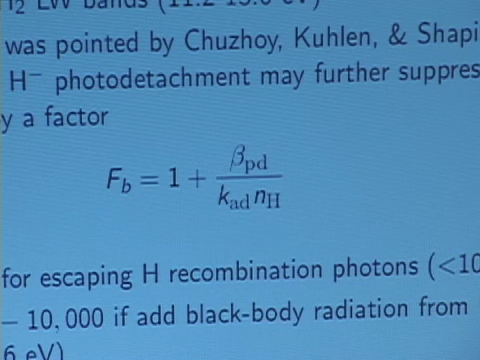 H₂ LW bands (11.2-13.6 eV)
was pointed by Chuzhoy, Kuhlen, & Shapi
H⁻ photodetachment may further suppres
y a factor
F_b = 1 + β_pd / (k_ad n_H)
for escaping H recombination photons (<10
– 10,000 if add black-body radiation from
6 eV)